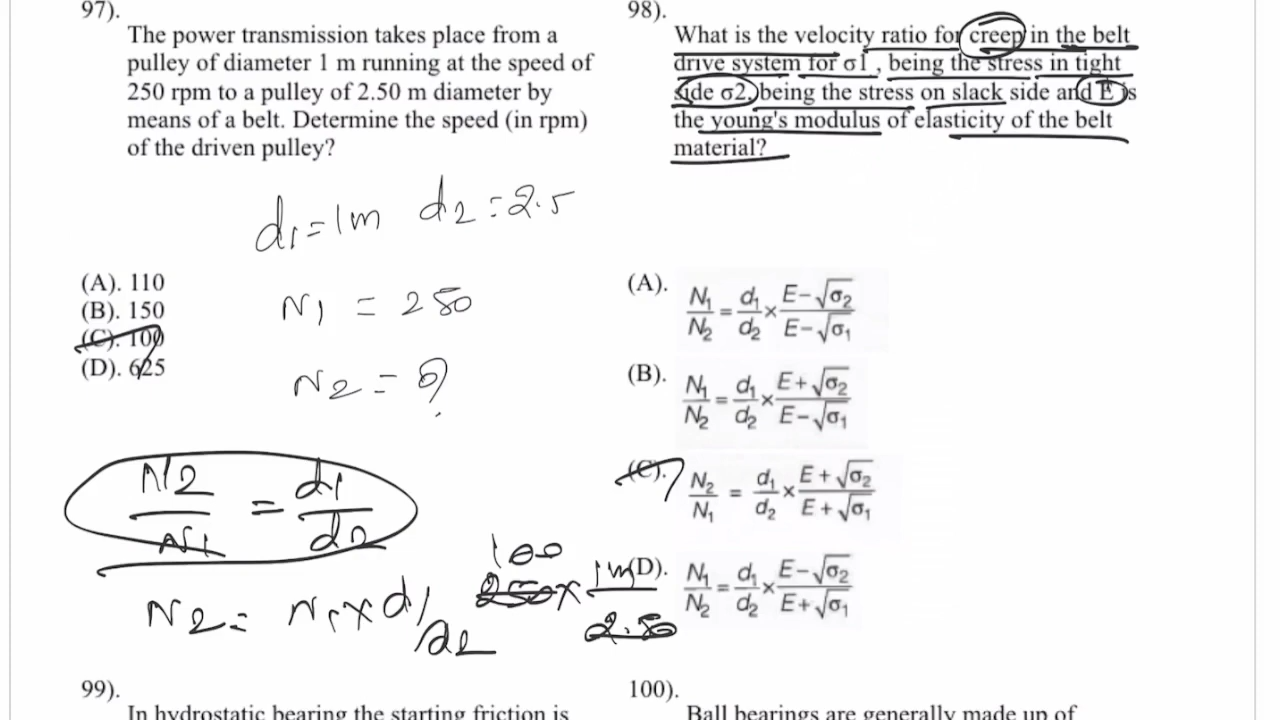 97).
The power transmission takes place from a
pulley of diameter 1 m running at the speed of
250 rpm to a pulley of 2.50 m diameter by
means of a belt. Determine the speed (in rpm)
of the driven pulley?
d1 = 1m d2 = 2.5
(A). 110
(B). 150
(C). 100
(D). 625
N1 = 250
N2 = ?
N2/N1 = d1/d2
N2 = N1 × d1/d2
100
250 × 1m/2.50
98).
What is the velocity ratio for creep in the belt
drive system for σ1 , being the stress in tight
side σ2, being the stress on slack side and E is
the young's modulus of elasticity of the belt
material?
(A). N₁/N₂ = d₁/d₂ × E−√σ₂/E−√σ₁
(B). N₁/N₂ = d₁/d₂ × E+√σ₂/E−√σ₁
(C). N₂/N₁ = d₁/d₂ × E+√σ₂/E+√σ₁
(D). N₁/N₂ = d₁/d₂ × E−√σ₂/E+√σ₁
99).
In hydrostatic bearing the starting friction is
100).
Ball bearings are generally made up of